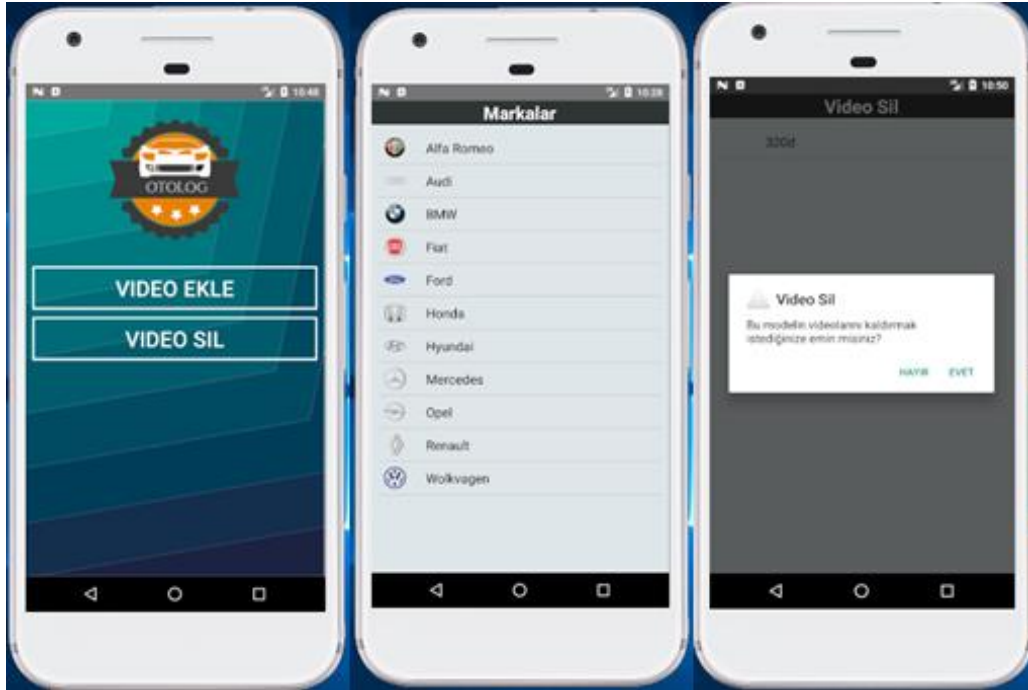 10:48
OTOLOG
VIDEO EKLE
VIDEO SIL
10:28
Markalar
Alfa Romeo
Audi
BMW
Fiat
Ford
Honda
Hyundai
Mercedes
Opel
Renault
Wolkvagen
10:50
Video Sil
320d
Video Sil
Bu modelin videolarını kaldırmak
istediğinize emin misiniz?
HAYIR EVET